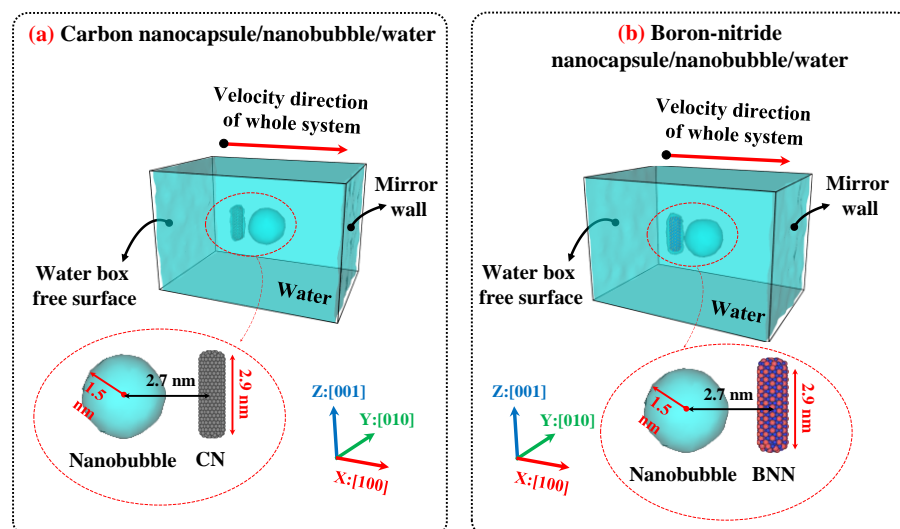 (a) Carbon nanocapsule/nanobubble/water
Velocity direction
of whole system
Mirror
wall
Water box
free surface
Water
1.5
nm
2.7 nm
2.9 nm
Nanobubble
CN
Z:[001]
Y:[010]
X:[100]
(b) Boron-nitride
nanocapsule/nanobubble/water
Velocity direction
of whole system
Mirror
wall
Water box
free surface
Water
1.5
nm
2.7 nm
2.9 nm
Nanobubble
BNN
Z:[001]
Y:[010]
X:[100]